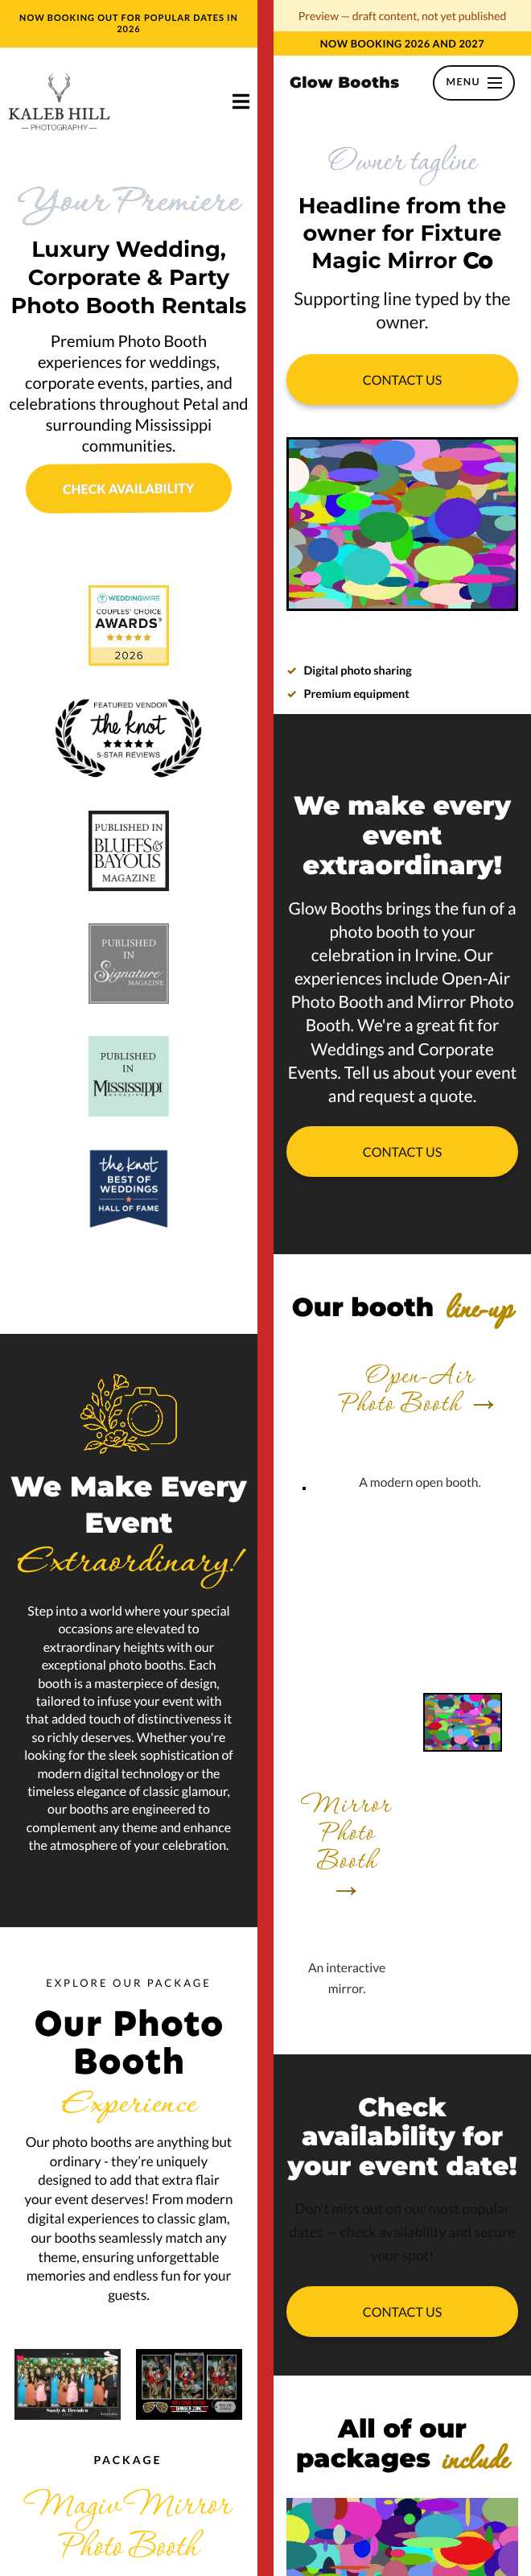 NOW BOOKING OUT FOR POPULAR DATES IN
2026
KALEB HILL
PHOTOGRAPHY
Your Premiere
Luxury Wedding,
Corporate & Party
Photo Booth Rentals
Premium Photo Booth
experiences for weddings,
corporate events, parties, and
celebrations throughout Petal and
surrounding Mississippi
communities.
CHECK AVAILABILITY
WEDDINGWIRE
COUPLES' CHOICE
AWARDS®
2026
FEATURED VENDOR
the knot
5-STAR REVIEWS
PUBLISHED IN
BLUFFS&
BAYOUS
MAGAZINE
PUBLISHED
IN
Signature
MAGAZINE
PUBLISHED
IN
MISSISSIPPI
MAGAZINE
the knot
BEST OF
WEDDINGS
HALL OF FAME
We Make Every
Event
Extraordinary!
Step into a world where your special
occasions are elevated to
extraordinary heights with our
exceptional photo booths. Each
booth is a masterpiece of design,
tailored to infuse your event with
that added touch of distinctiveness it
so richly deserves. Whether you're
looking for the sleek sophistication of
modern digital technology or the
timeless elegance of classic glamour,
our booths are engineered to
complement any theme and enhance
the atmosphere of your celebration.
EXPLORE OUR PACKAGE
Our Photo
Booth
Experience
Our photo booths are anything but
ordinary - they're uniquely
designed to add that extra flair
your event deserves! From modern
digital experiences to classic glam,
our booths seamlessly match any
theme, ensuring unforgettable
memories and endless fun for your
guests.
PACKAGE
Magiv Mirror
Photo Booth
Preview — draft content, not yet published
NOW BOOKING 2026 AND 2027
Glow Booths
MENU
Owner tagline
Headline from the
owner for Fixture
Magic Mirror Co
Supporting line typed by the
owner.
CONTACT US
Digital photo sharing
Premium equipment
We make every
event
extraordinary!
Glow Booths brings the fun of a
photo booth to your
celebration in Irvine. Our
experiences include Open-Air
Photo Booth and Mirror Photo
Booth. We're a great fit for
Weddings and Corporate
Events. Tell us about your event
and request a quote.
CONTACT US
Our booth line-up
Open-Air
Photo Booth →
A modern open booth.
Mirror
Photo
Booth
→
An interactive
mirror.
Check
availability for
your event date!
Don't miss out on our most popular
dates — check availability and secure
your spot!
CONTACT US
All of our
packages include